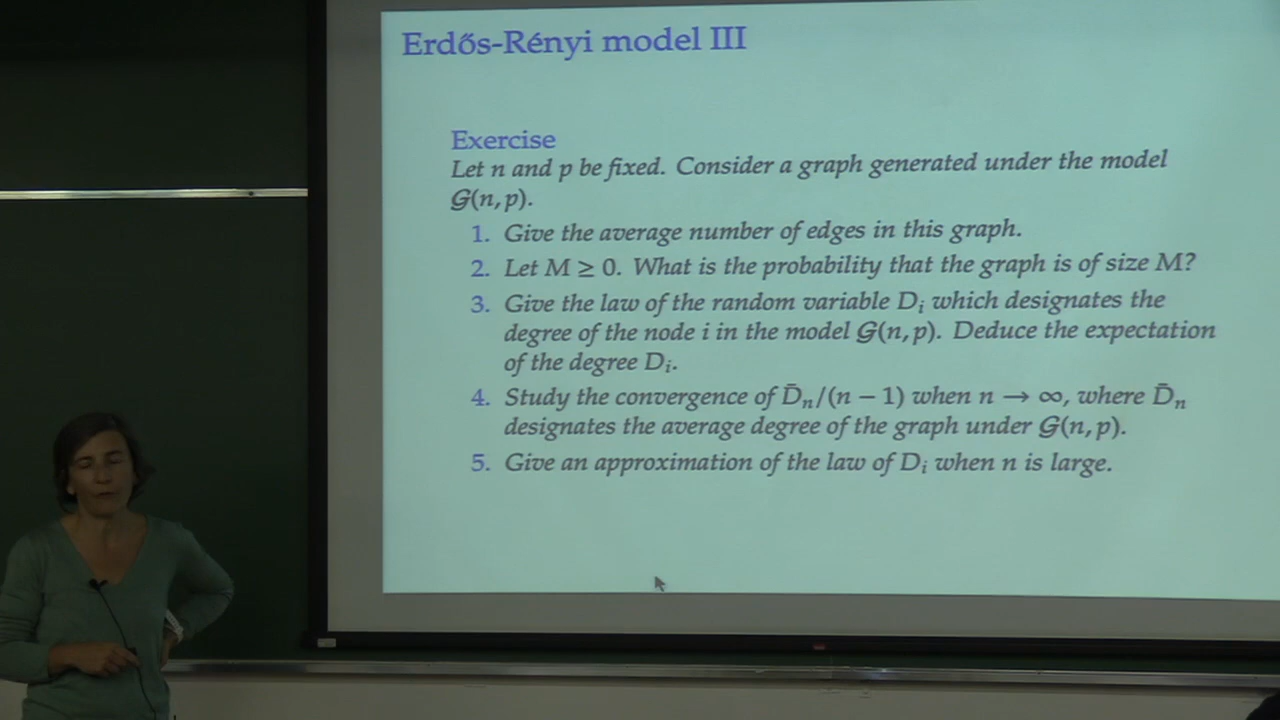 Erdős-Rényi model III
Exercise
Let n and p be fixed. Consider a graph generated under the model
𝒢(n, p).
1. Give the average number of edges in this graph.
2. Let M ≥ 0. What is the probability that the graph is of size M?
3. Give the law of the random variable Dᵢ which designates the
degree of the node i in the model 𝒢(n, p). Deduce the expectation
of the degree Dᵢ.
4. Study the convergence of D̄ₙ/(n − 1) when n → ∞, where D̄ₙ
designates the average degree of the graph under 𝒢(n, p).
5. Give an approximation of the law of Dᵢ when n is large.